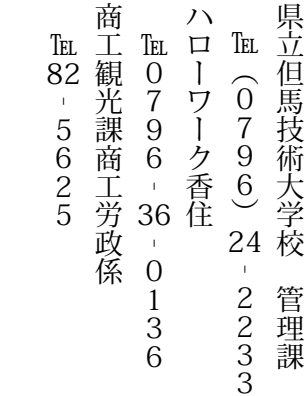 県立但馬技術大学校　管理課
℡（０７９６）24-２２３３
ハローワーク香住
℡０７９６-36-０１３６
商工観光課商工労政係
℡82-５６２５